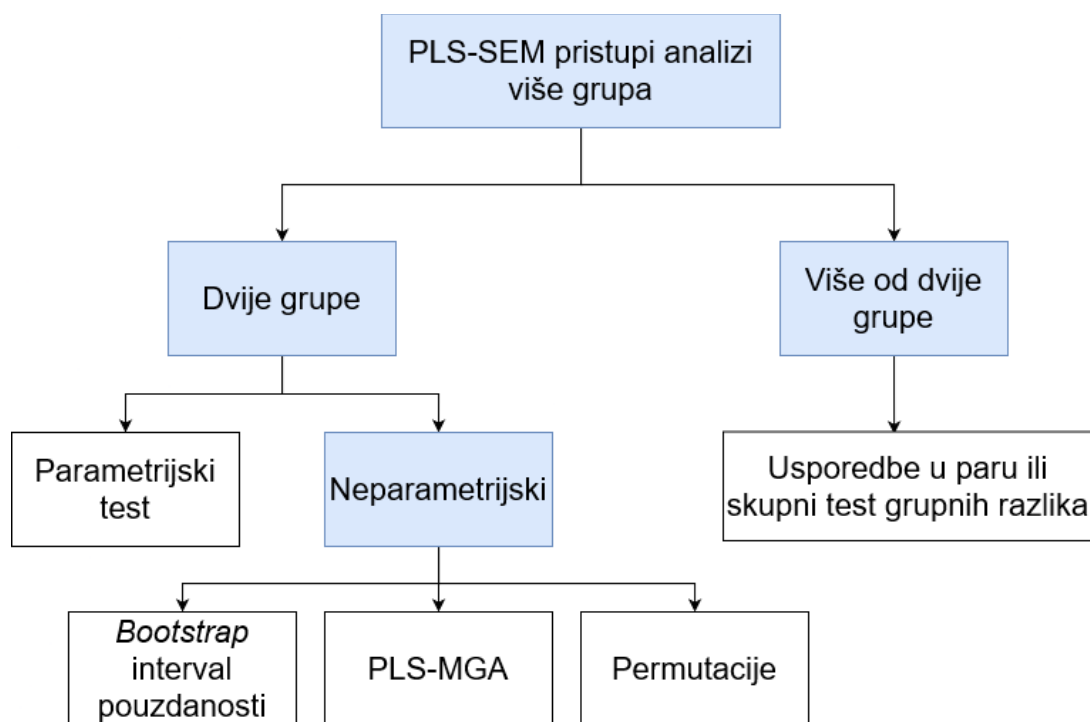 PLS-SEM pristupi analizi
više grupa
Dvije grupe
Više od dvije
grupe
Parametrijski
test
Neparametrijski
Usporedbe u paru ili
skupni test grupnih razlika
Bootstrap
interval
pouzdanosti
PLS-MGA
Permutacije